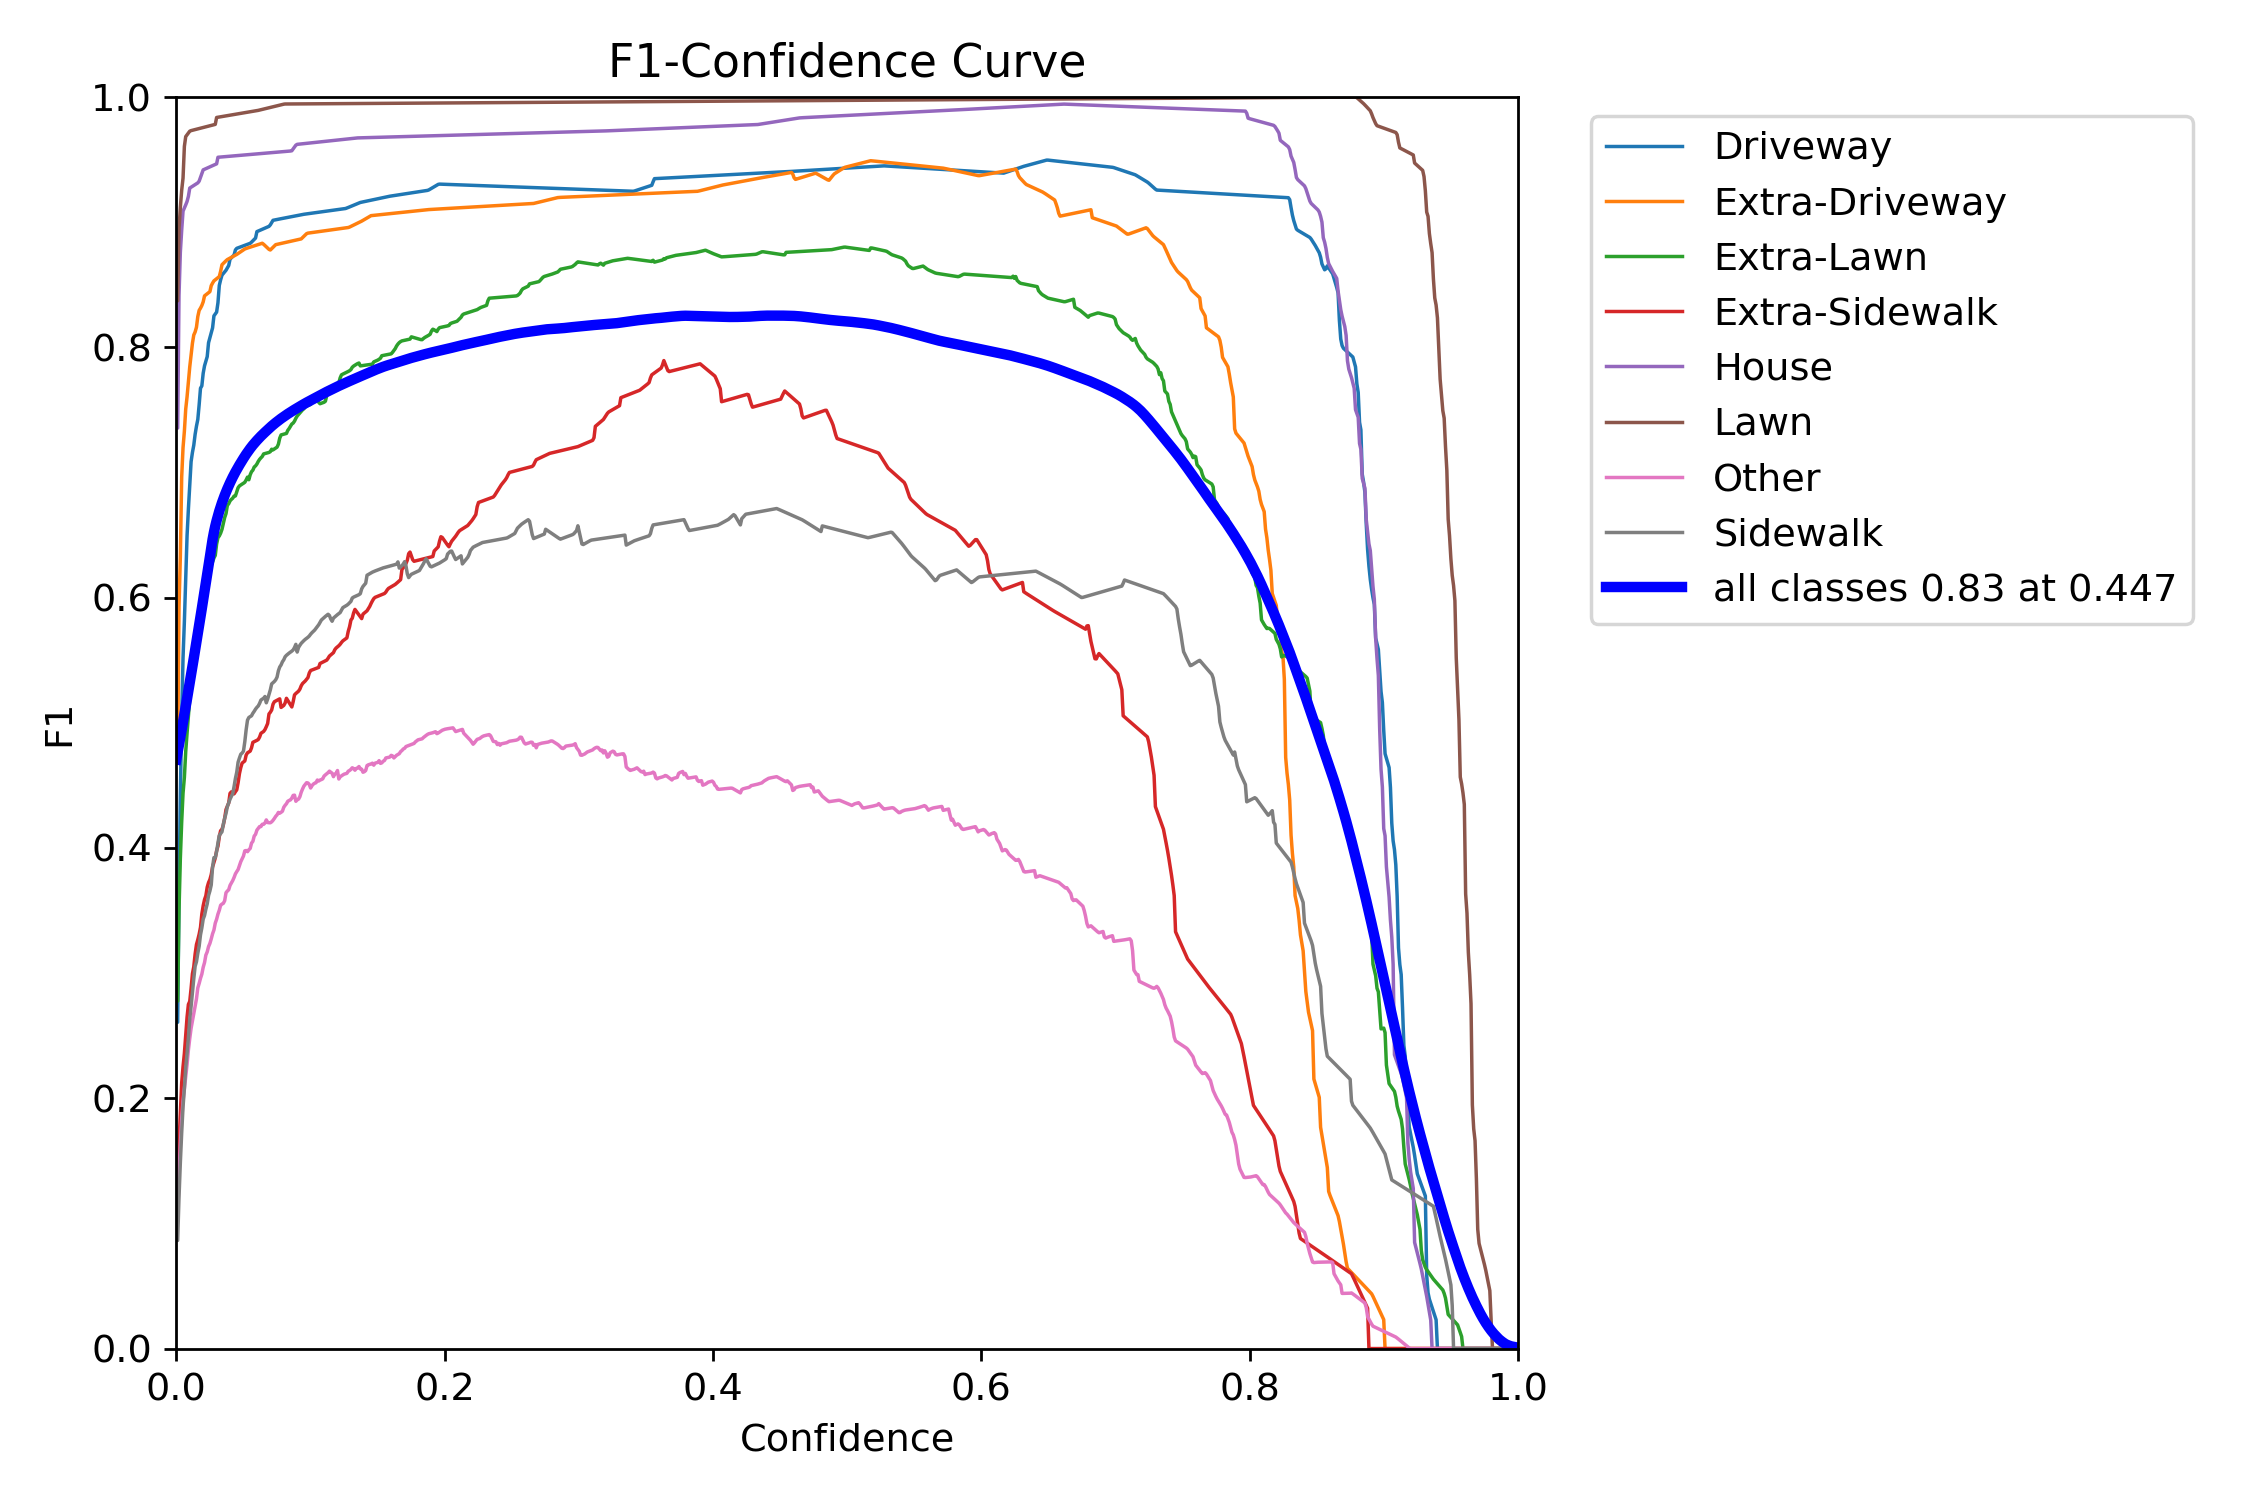 F1-Confidence Curve
1.0
0.8
0.6
0.4
0.2
0.0
F1
0.0 0.2 0.4 0.6 0.8 1.0
Confidence
Driveway
Extra-Driveway
Extra-Lawn
Extra-Sidewalk
House
Lawn
Other
Sidewalk
all classes 0.83 at 0.447